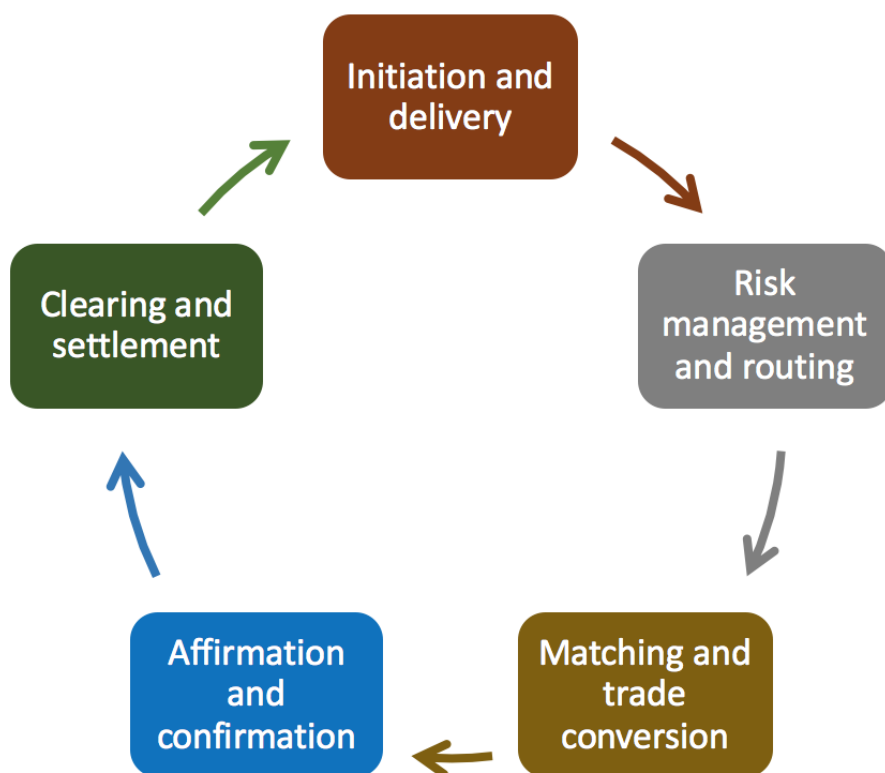 Initiation and
delivery
Risk
management
and routing
Matching and
trade
conversion
Affirmation
and
confirmation
Clearing and
settlement